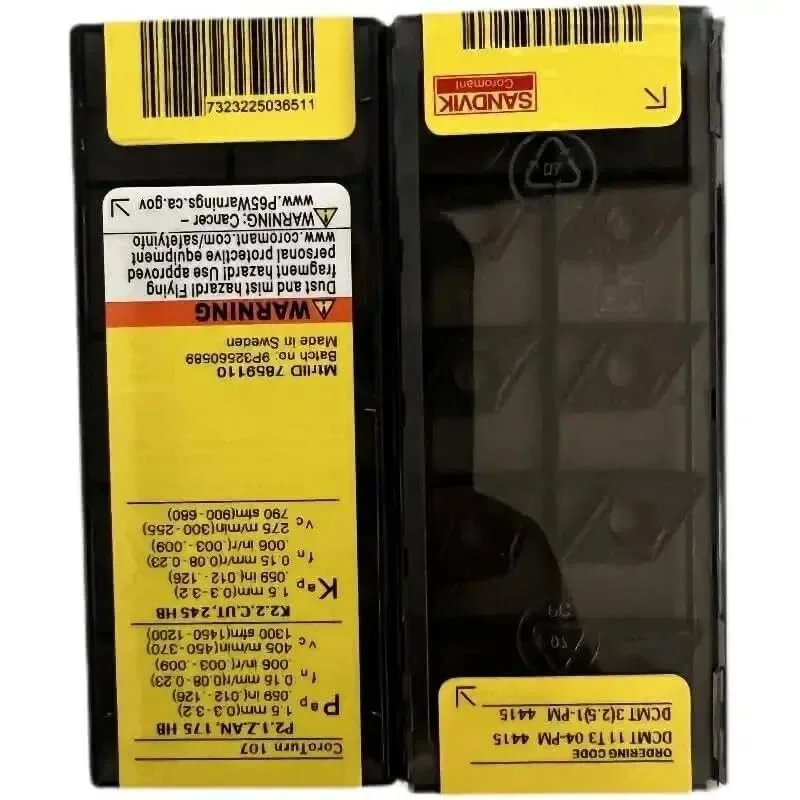 ORDERING CODE
DCMT 11 T3 04-PM 4415
DCMT 3(2.5)1-PM 4415
07
07
SANDVIK
Coromant
CoroTurn 107
P2.1.Z.AN, 175 HB
P ap 1.5 mm(0.3-3.2)
.059 in(.012-.126)
fn 0.15 mm/r(0.08-0.23)
.006 in/r(.003-.009)
vc 405 m/min(450-370)
1300 sfm(1450-1200)
K2.2.C.UT, 245 HB
K ap 1.5 mm(0.3-3.2)
.059 in(.012-.126)
fn 0.15 mm/r(0.08-0.23)
.006 in/r(.003-.009)
vc 275 m/min(300-255)
790 sfm(900-680)
MtrlID 7859110
Batch no: 9P32560589
Made in Sweden
WARNING
Dust and mist hazard! Flying
fragment hazard! Use approved
personal protective equipment
www.coromant.com/safetyinfo
WARNING: Cancer –
www.P65Warnings.ca.gov
7323225036511